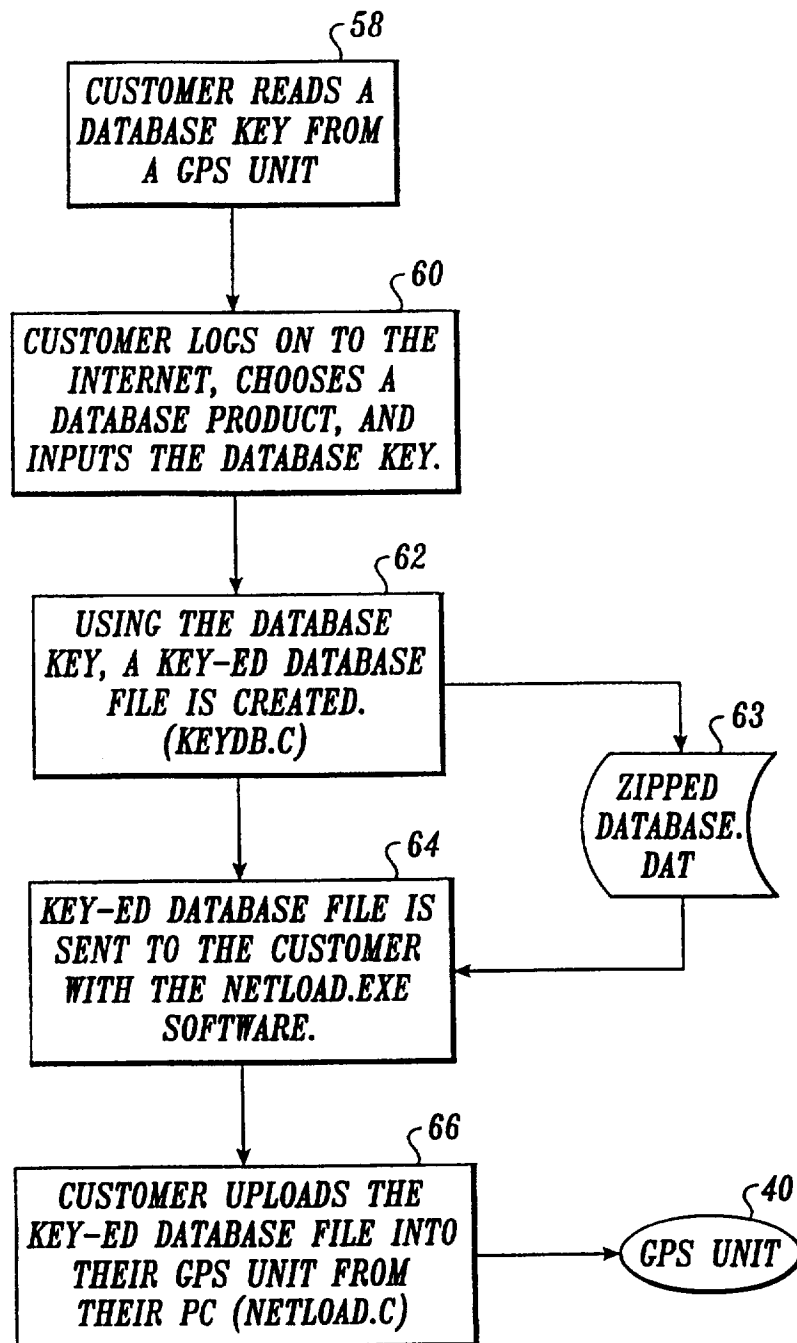 58
CUSTOMER READS A
DATABASE KEY FROM
A GPS UNIT
60
CUSTOMER LOGS ON TO THE
INTERNET, CHOOSES A
DATABASE PRODUCT, AND
INPUTS THE DATABASE KEY.
62
USING THE DATABASE
KEY, A KEY-ED DATABASE
FILE IS CREATED.
(KEYDB.C)
63
ZIPPED
DATABASE.
DAT
64
KEY-ED DATABASE FILE IS
SENT TO THE CUSTOMER
WITH THE NETLOAD.EXE
SOFTWARE.
66
CUSTOMER UPLOADS THE
KEY-ED DATABASE FILE INTO
THEIR GPS UNIT FROM
THEIR PC (NETLOAD.C)
40
GPS UNIT